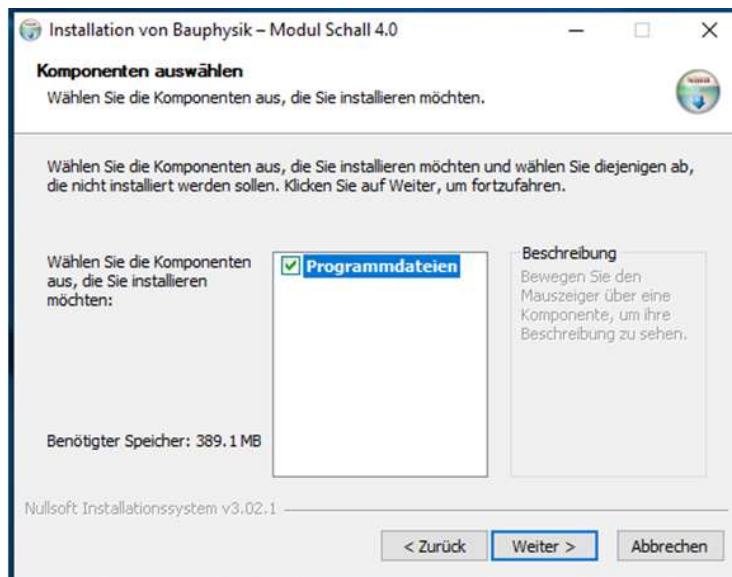 Installation von Bauphysik – Modul Schall 4.0
Komponenten auswählen
Wählen Sie die Komponenten aus, die Sie installieren möchten.
Wählen Sie die Komponenten aus, die Sie installieren möchten und wählen Sie diejenigen ab,
die nicht installiert werden sollen. Klicken Sie auf Weiter, um fortzufahren.
Wählen Sie die Komponenten
aus, die Sie installieren
möchten:
Programmdateien
Beschreibung
Bewegen Sie den
Mauszeiger über eine
Komponente, um ihre
Beschreibung zu sehen.
Benötigter Speicher: 389.1 MB
Nullsoft Installationssystem v3.02.1
< Zurück
Weiter >
Abbrechen